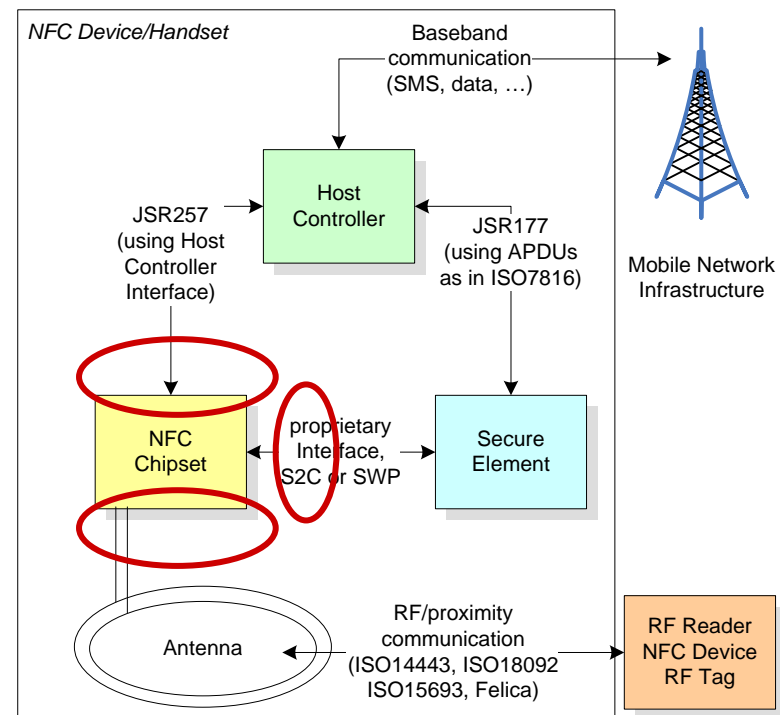 NFC Device/Handset
Baseband
communication
(SMS, data, …)
Host
Controller
JSR257
(using Host
Controller
Interface)
JSR177
(using APDUs
as in ISO7816)
Mobile Network
Infrastructure
NFC
Chipset
proprietary
Interface,
S2C or SWP
Secure
Element
Antenna
RF/proximity
communication
(ISO14443, ISO18092
ISO15693, Felica)
RF Reader
NFC Device
RF Tag